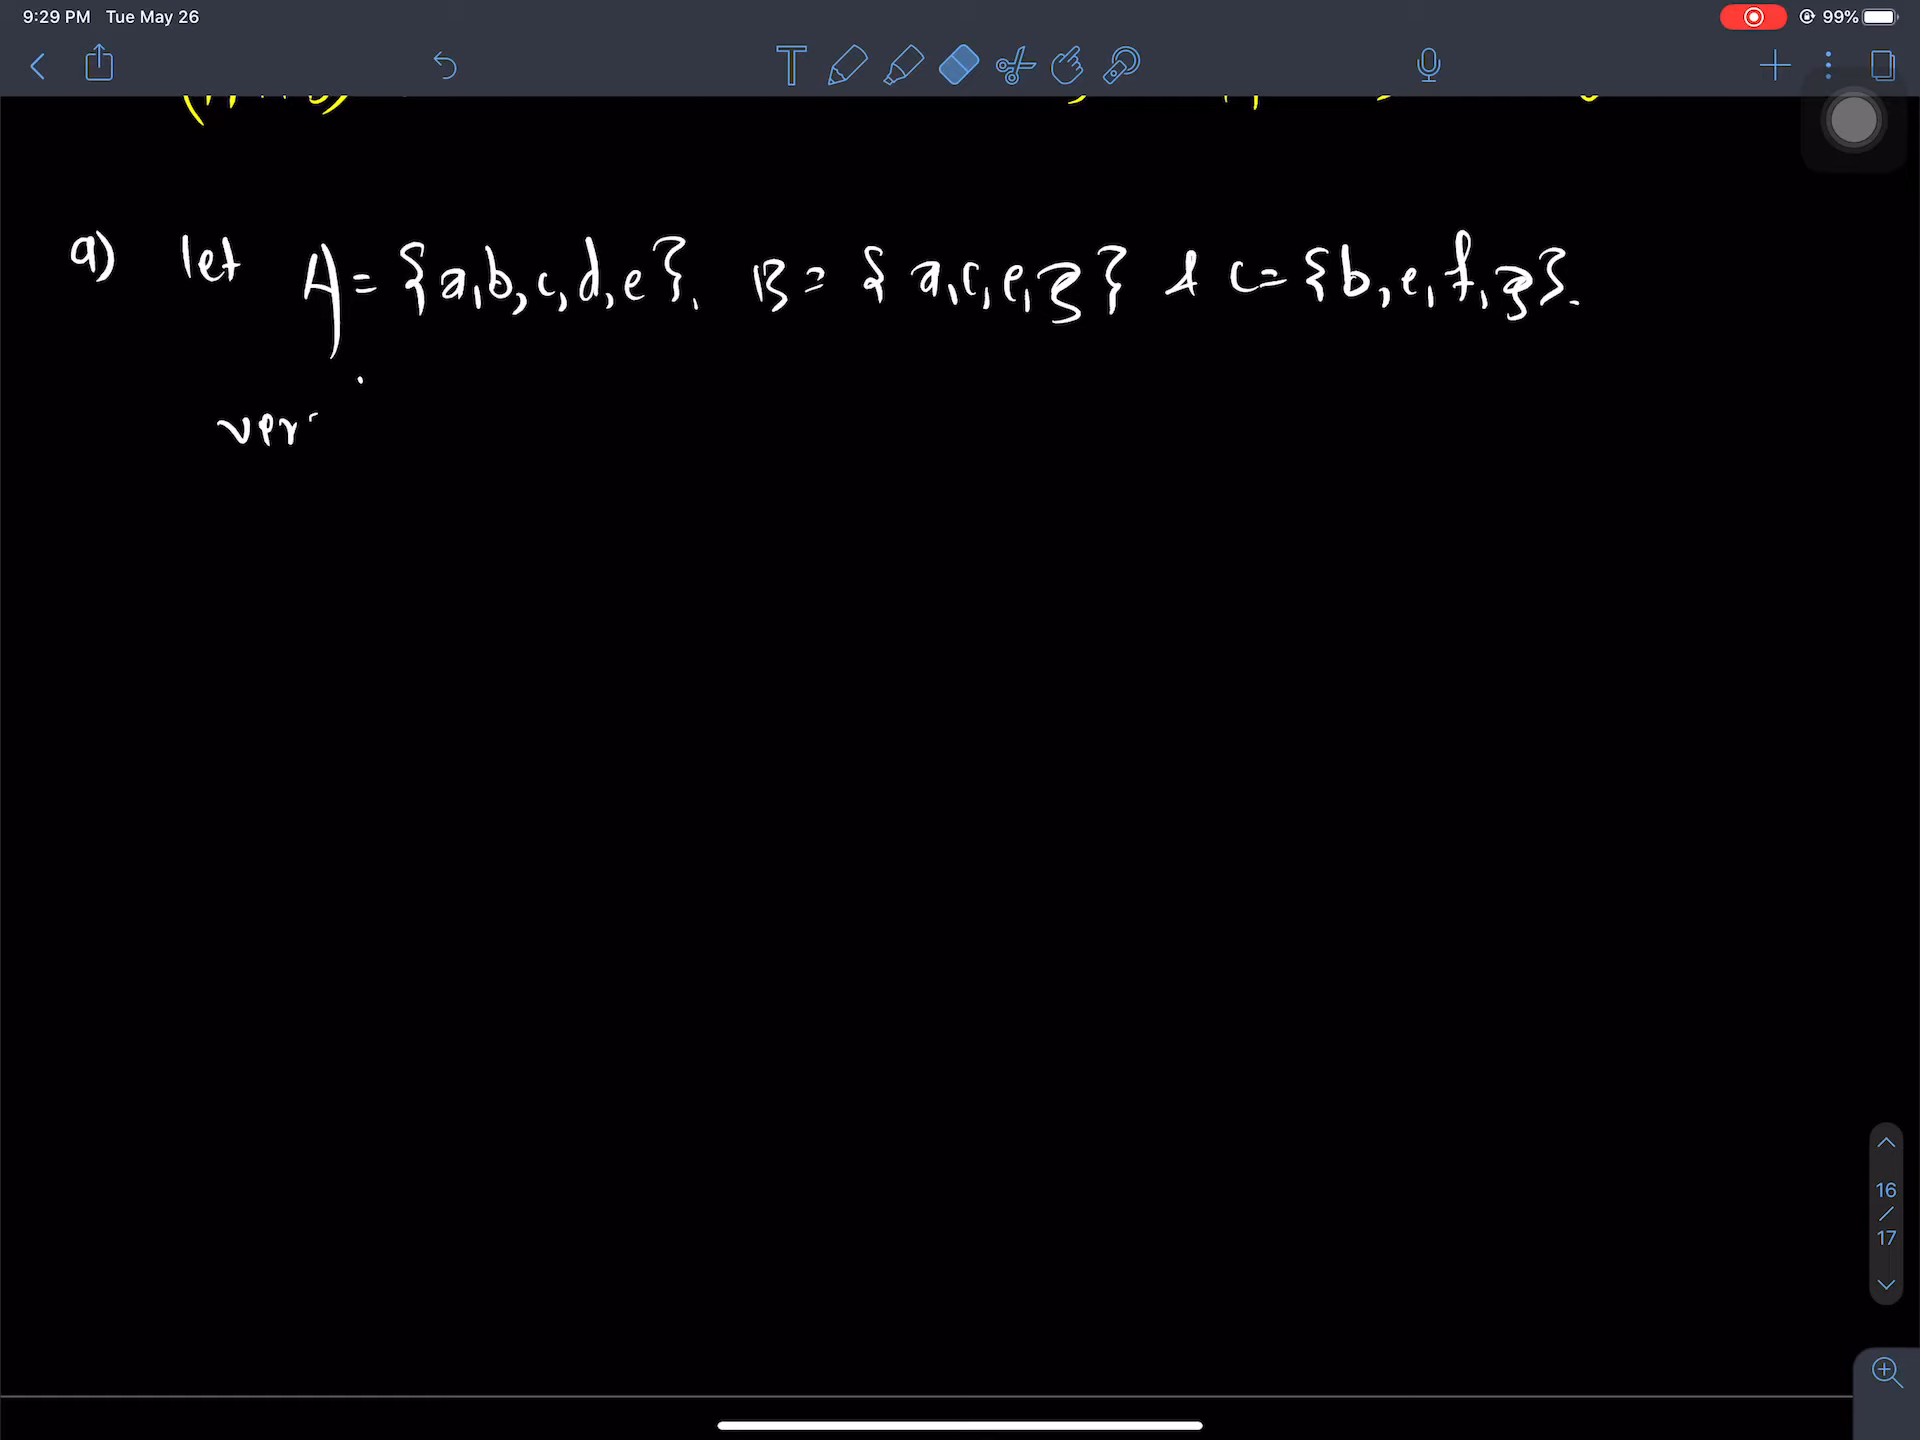 9:29 PM Tue May 26
99%
a) let A = {a,b,c,d,e}, B = {a,c,e,g} & C = {b,e,f,g}.
ver
16
/
17